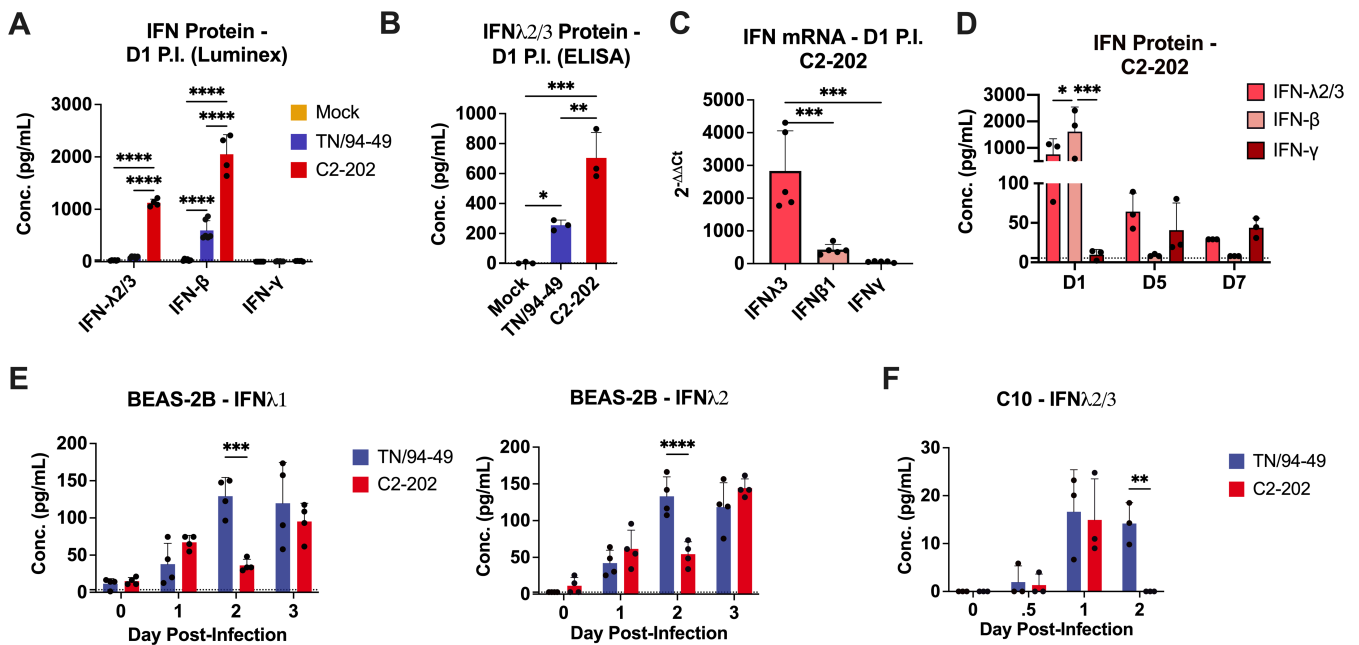 A
IFN Protein -
D1 P.I. (Luminex)
Conc. (pg/mL)
3000
2000
1000
0
****
****
****
****
****
IFN-λ2/3
IFN-β
IFN-γ
Mock
TN/94-49
C2-202
B
IFNλ2/3 Protein -
D1 P.I. (ELISA)
Conc. (pg/mL)
1000
800
600
400
200
0
***
**
*
Mock
TN/94-49
C2-202
C
IFN mRNA - D1 P.I.
C2-202
2-ΔΔCt
5000
4000
3000
2000
1000
0
***
***
IFNλ3
IFNβ1
IFNγ
D
IFN Protein -
C2-202
Conc. (pg/mL)
3000
2000
1000
100
50
0
* ***
D1 D5 D7
IFN-λ2/3
IFN-β
IFN-γ
E
BEAS-2B - IFNλ1
Conc. (pg/mL)
200
150
100
50
0
***
0 1 2 3
Day Post-Infection
TN/94-49
C2-202
BEAS-2B - IFNλ2
Conc. (pg/mL)
200
150
100
50
0
****
0 1 2 3
Day Post-Infection
F
C10 - IFNλ2/3
Conc. (pg/mL)
30
20
10
0
**
0 .5 1 2
Day Post-Infection
TN/94-49
C2-202